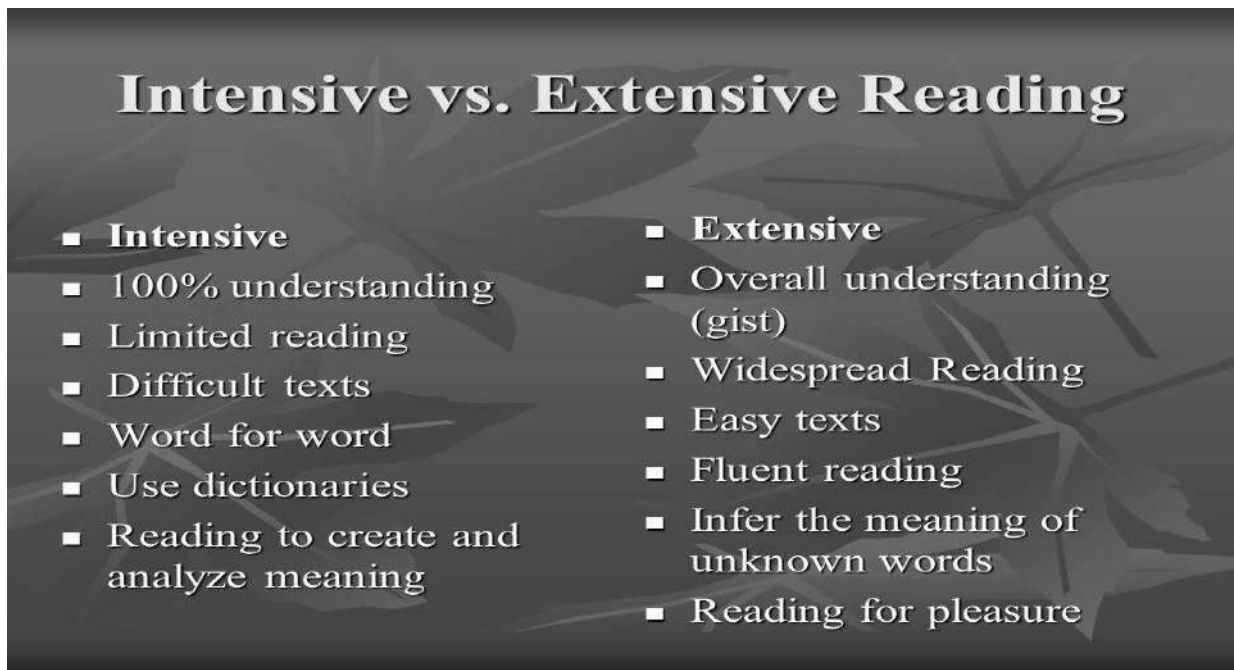 Intensive vs. Extensive Reading
▪ Intensive
▪ 100% understanding
▪ Limited reading
▪ Difficult texts
▪ Word for word
▪ Use dictionaries
▪ Reading to create and
analyze meaning
▪ Extensive
▪ Overall understanding
(gist)
▪ Widespread Reading
▪ Easy texts
▪ Fluent reading
▪ Infer the meaning of
unknown words
▪ Reading for pleasure